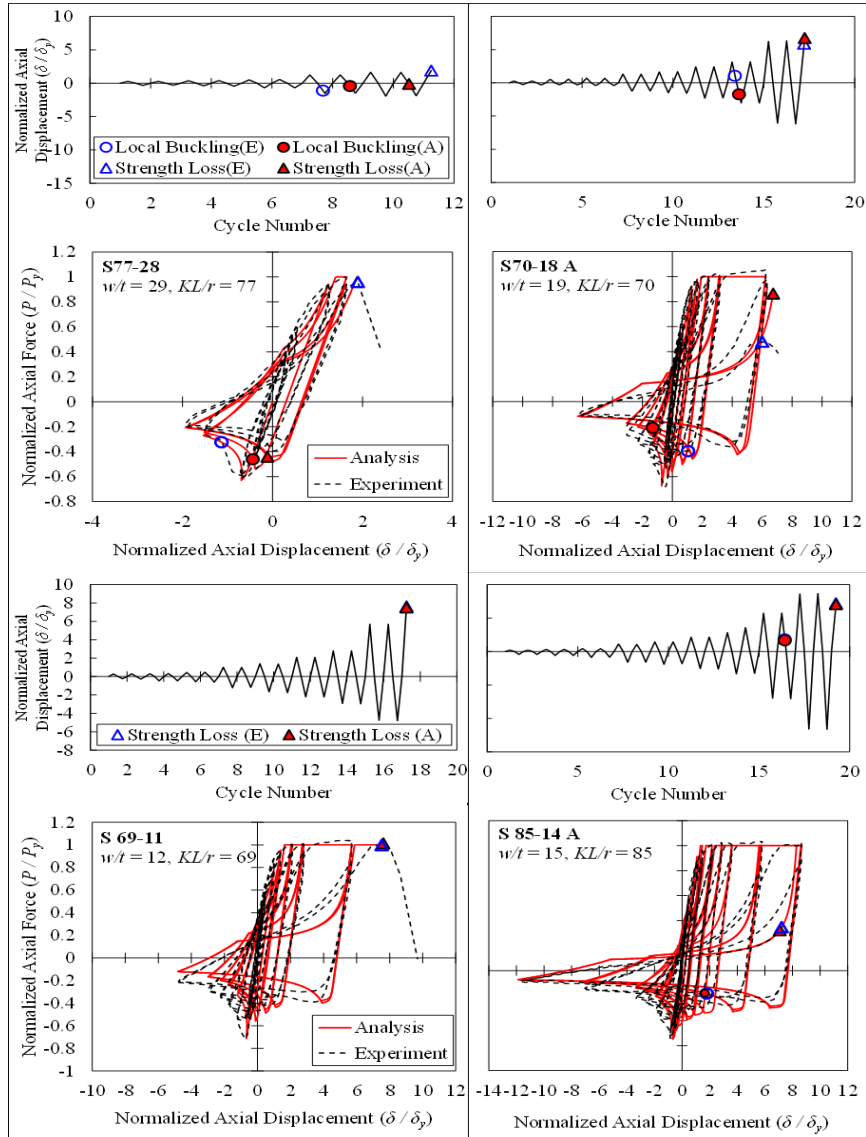 Normalized Axial
Displacement (δ/δy)
10
5
0
-5
-10
-15
Local Buckling(E) Local Buckling(A)
Strength Loss(E) Strength Loss(A)
0 2 4 6 8 10 12
Cycle Number
0 5 10 15 20
Cycle Number
Normalized Axial Force (P / Py)
1.2
1
0.8
0.6
0.4
0.2
0
-0.2
-0.4
-0.6
-0.8
S77-28
w/t = 29, KL/r = 77
Analysis
Experiment
-4 -2 0 2 4
Normalized Axial Displacement (δ / δy)
S70-18 A
w/t = 19, KL/r = 70
-12 -10 -8 -6 -4 -2 0 2 4 6 8 10 12
Normalized Axial Displacement (δ / δy)
Normalized Axial
Displacement (δ/δy)
10
8
6
4
2
0
-2
-4
-6
-8
Strength Loss (E) Strength Loss (A)
0 2 4 6 8 10 12 14 16 18 20
Cycle Number
0 5 10 15 20
Cycle Number
Normalized Axial Force (P / Py)
1.2
1
0.8
0.6
0.4
0.2
0
-0.2
-0.4
-0.6
-0.8
-1
S 69-11
w/t = 12, KL/r = 69
Analysis
Experiment
-10 -8 -6 -4 -2 0 2 4 6 8 10 12
Normalized Axial Displacement (δ / δy)
S 85-14 A
w/t = 15, KL/r = 85
-14 -12 -10 -8 -6 -4 -2 0 2 4 6 8 10 12
Normalized Axial Displacement (δ / δy)